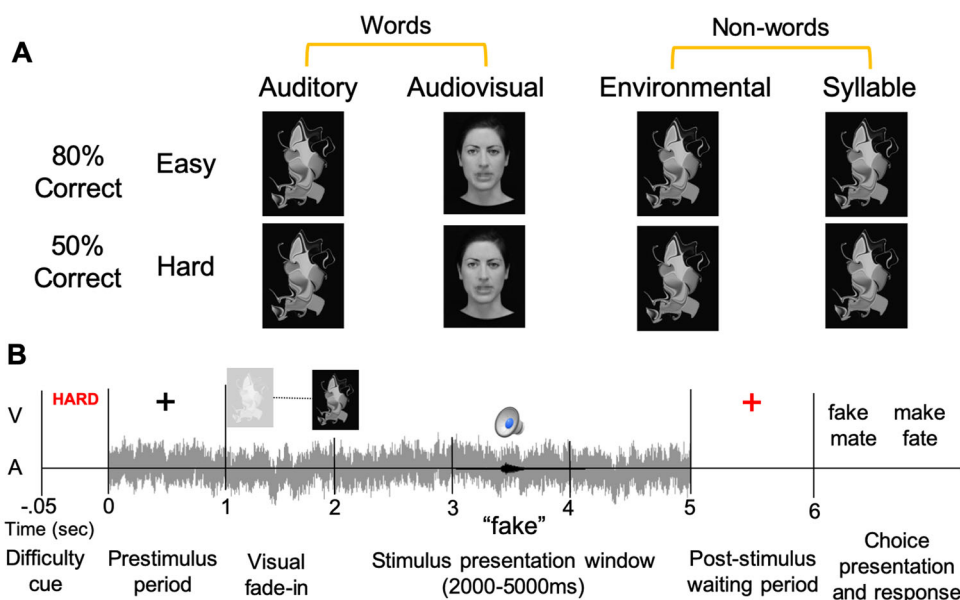 A
Words
Non-words
Auditory
Audiovisual
Environmental
Syllable
80%
Correct
Easy
50%
Correct
Hard
B
V
HARD
+
+
fake make
mate fate
A
-.05
0
1
2
3
4
5
6
Time (sec)
“fake”
Difficulty
cue
Prestimulus
period
Visual
fade-in
Stimulus presentation window
(2000-5000ms)
Post-stimulus
waiting period
Choice
presentation
and response